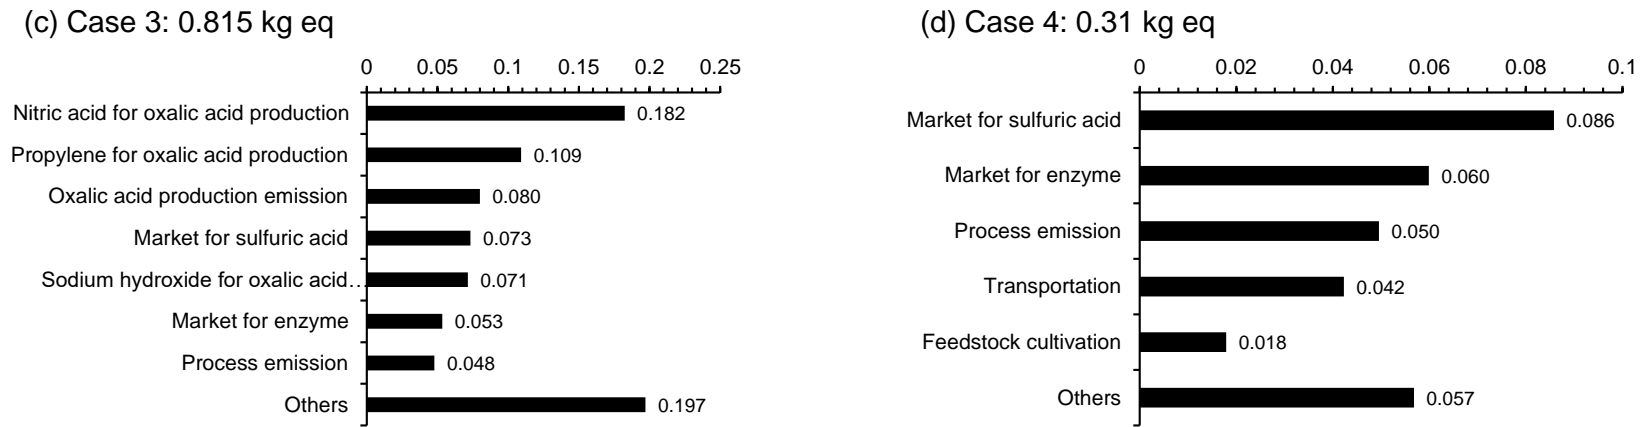 (c) Case 3: 0.815 kg eq
0 0.05 0.1 0.15 0.2 0.25
Nitric acid for oxalic acid production 0.182
Propylene for oxalic acid production 0.109
Oxalic acid production emission 0.080
Market for sulfuric acid 0.073
Sodium hydroxide for oxalic acid… 0.071
Market for enzyme 0.053
Process emission 0.048
Others 0.197
(d) Case 4: 0.31 kg eq
0 0.02 0.04 0.06 0.08 0.1
Market for sulfuric acid 0.086
Market for enzyme 0.060
Process emission 0.050
Transportation 0.042
Feedstock cultivation 0.018
Others 0.057